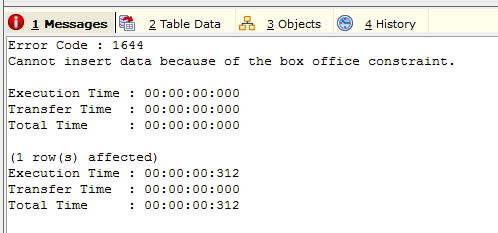 1 Messages 2 Table Data 3 Objects 4 History
Error Code : 1644
Cannot insert data because of the box office constraint.
Execution Time : 00:00:00:000
Transfer Time : 00:00:00:000
Total Time : 00:00:00:000
(1 row(s) affected)
Execution Time : 00:00:00:312
Transfer Time : 00:00:00:000
Total Time : 00:00:00:312